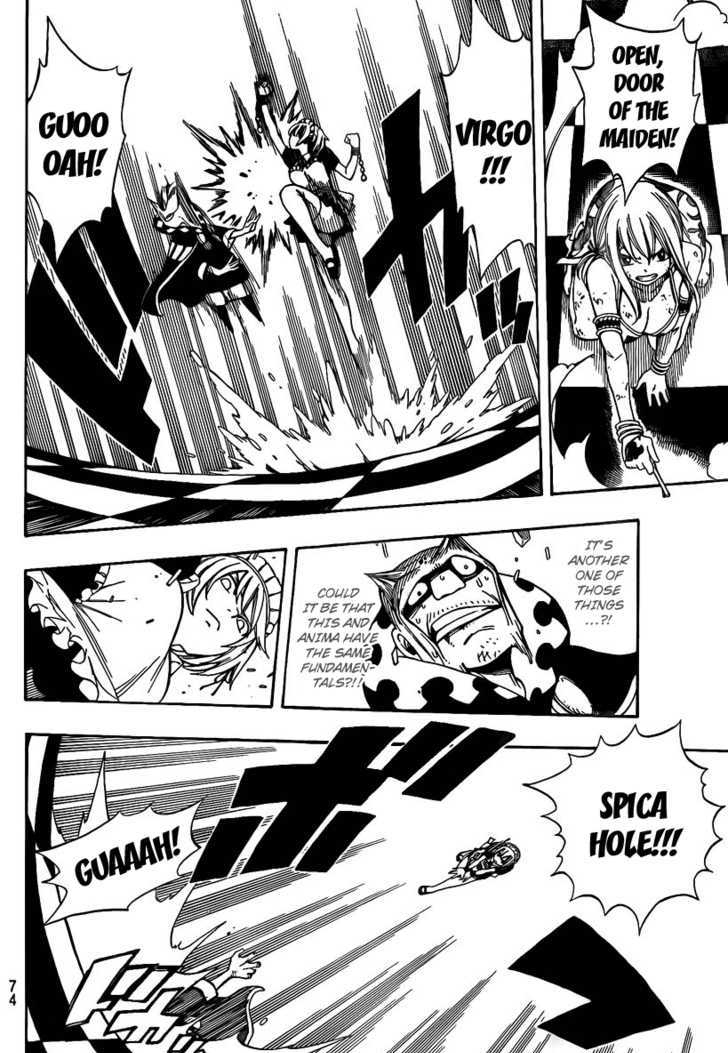 OPEN,
DOOR
OF THE
MAIDEN!
VIRGO
!!!
GUOO
OAH!
IT'S
ANOTHER
ONE OF
THOSE
THINGS
...?!
COULD
IT BE THAT
THIS AND
ANIMA HAVE
THE SAME
FUNDAMEN-
TALS?!!
SPICA
HOLE!!!
GUAAAH!
74